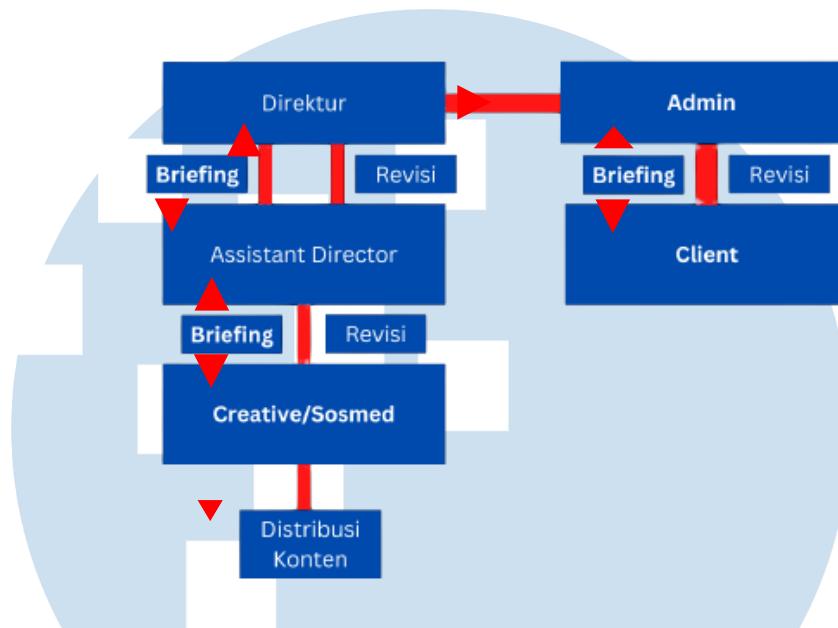 Direktur
Admin
Briefing
Revisi
Briefing
Revisi
Assistant Director
Client
Briefing
Revisi
Creative/Sosmed
Distribusi
Konten